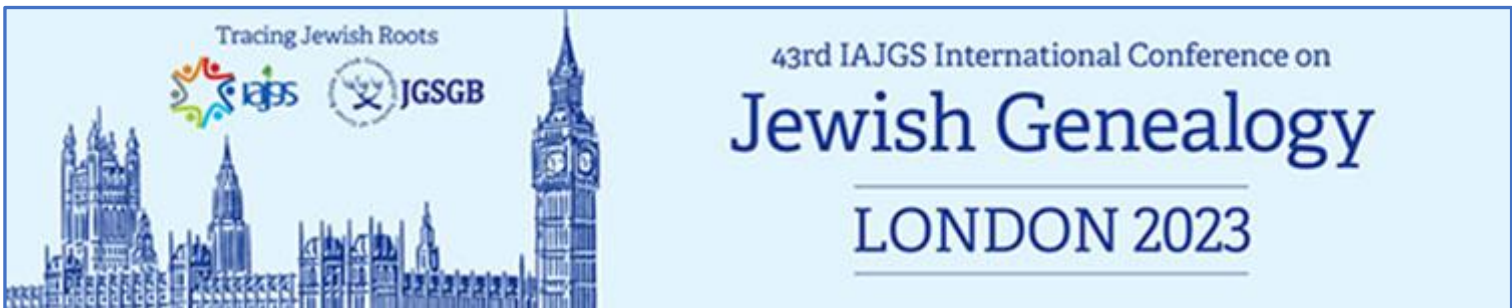 Tracing Jewish Roots
iajgs
JGSGB
43rd IAJGS International Conference on
Jewish Genealogy
LONDON 2023